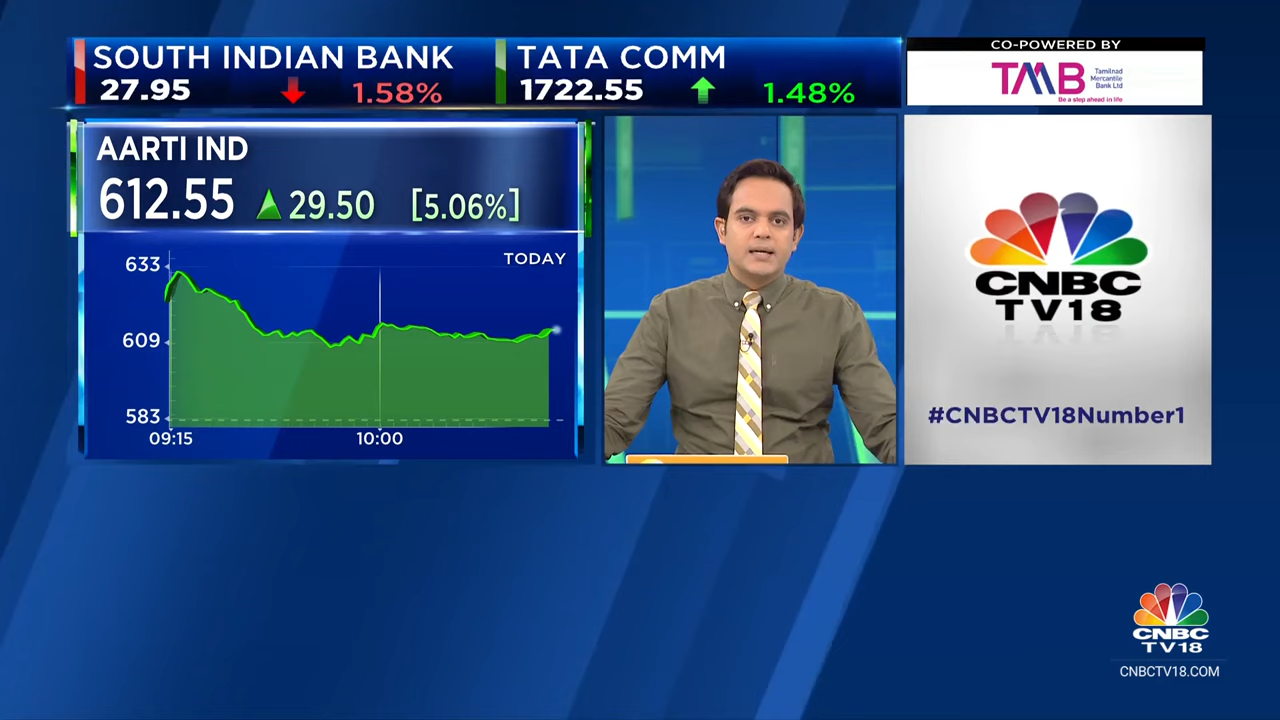 SOUTH INDIAN BANK
27.95 1.58%
TATA COMM
1722.55 1.48%
CO-POWERED BY
TMB
Tamilnad
Mercantile
Bank Ltd
Be a step ahead in life
AARTI IND
612.55 29.50 [5.06%]
TODAY
633
609
583
09:15 10:00
CNBC
TV18
#CNBCTV18Number1
CNBC
TV18
CNBCTV18.COM